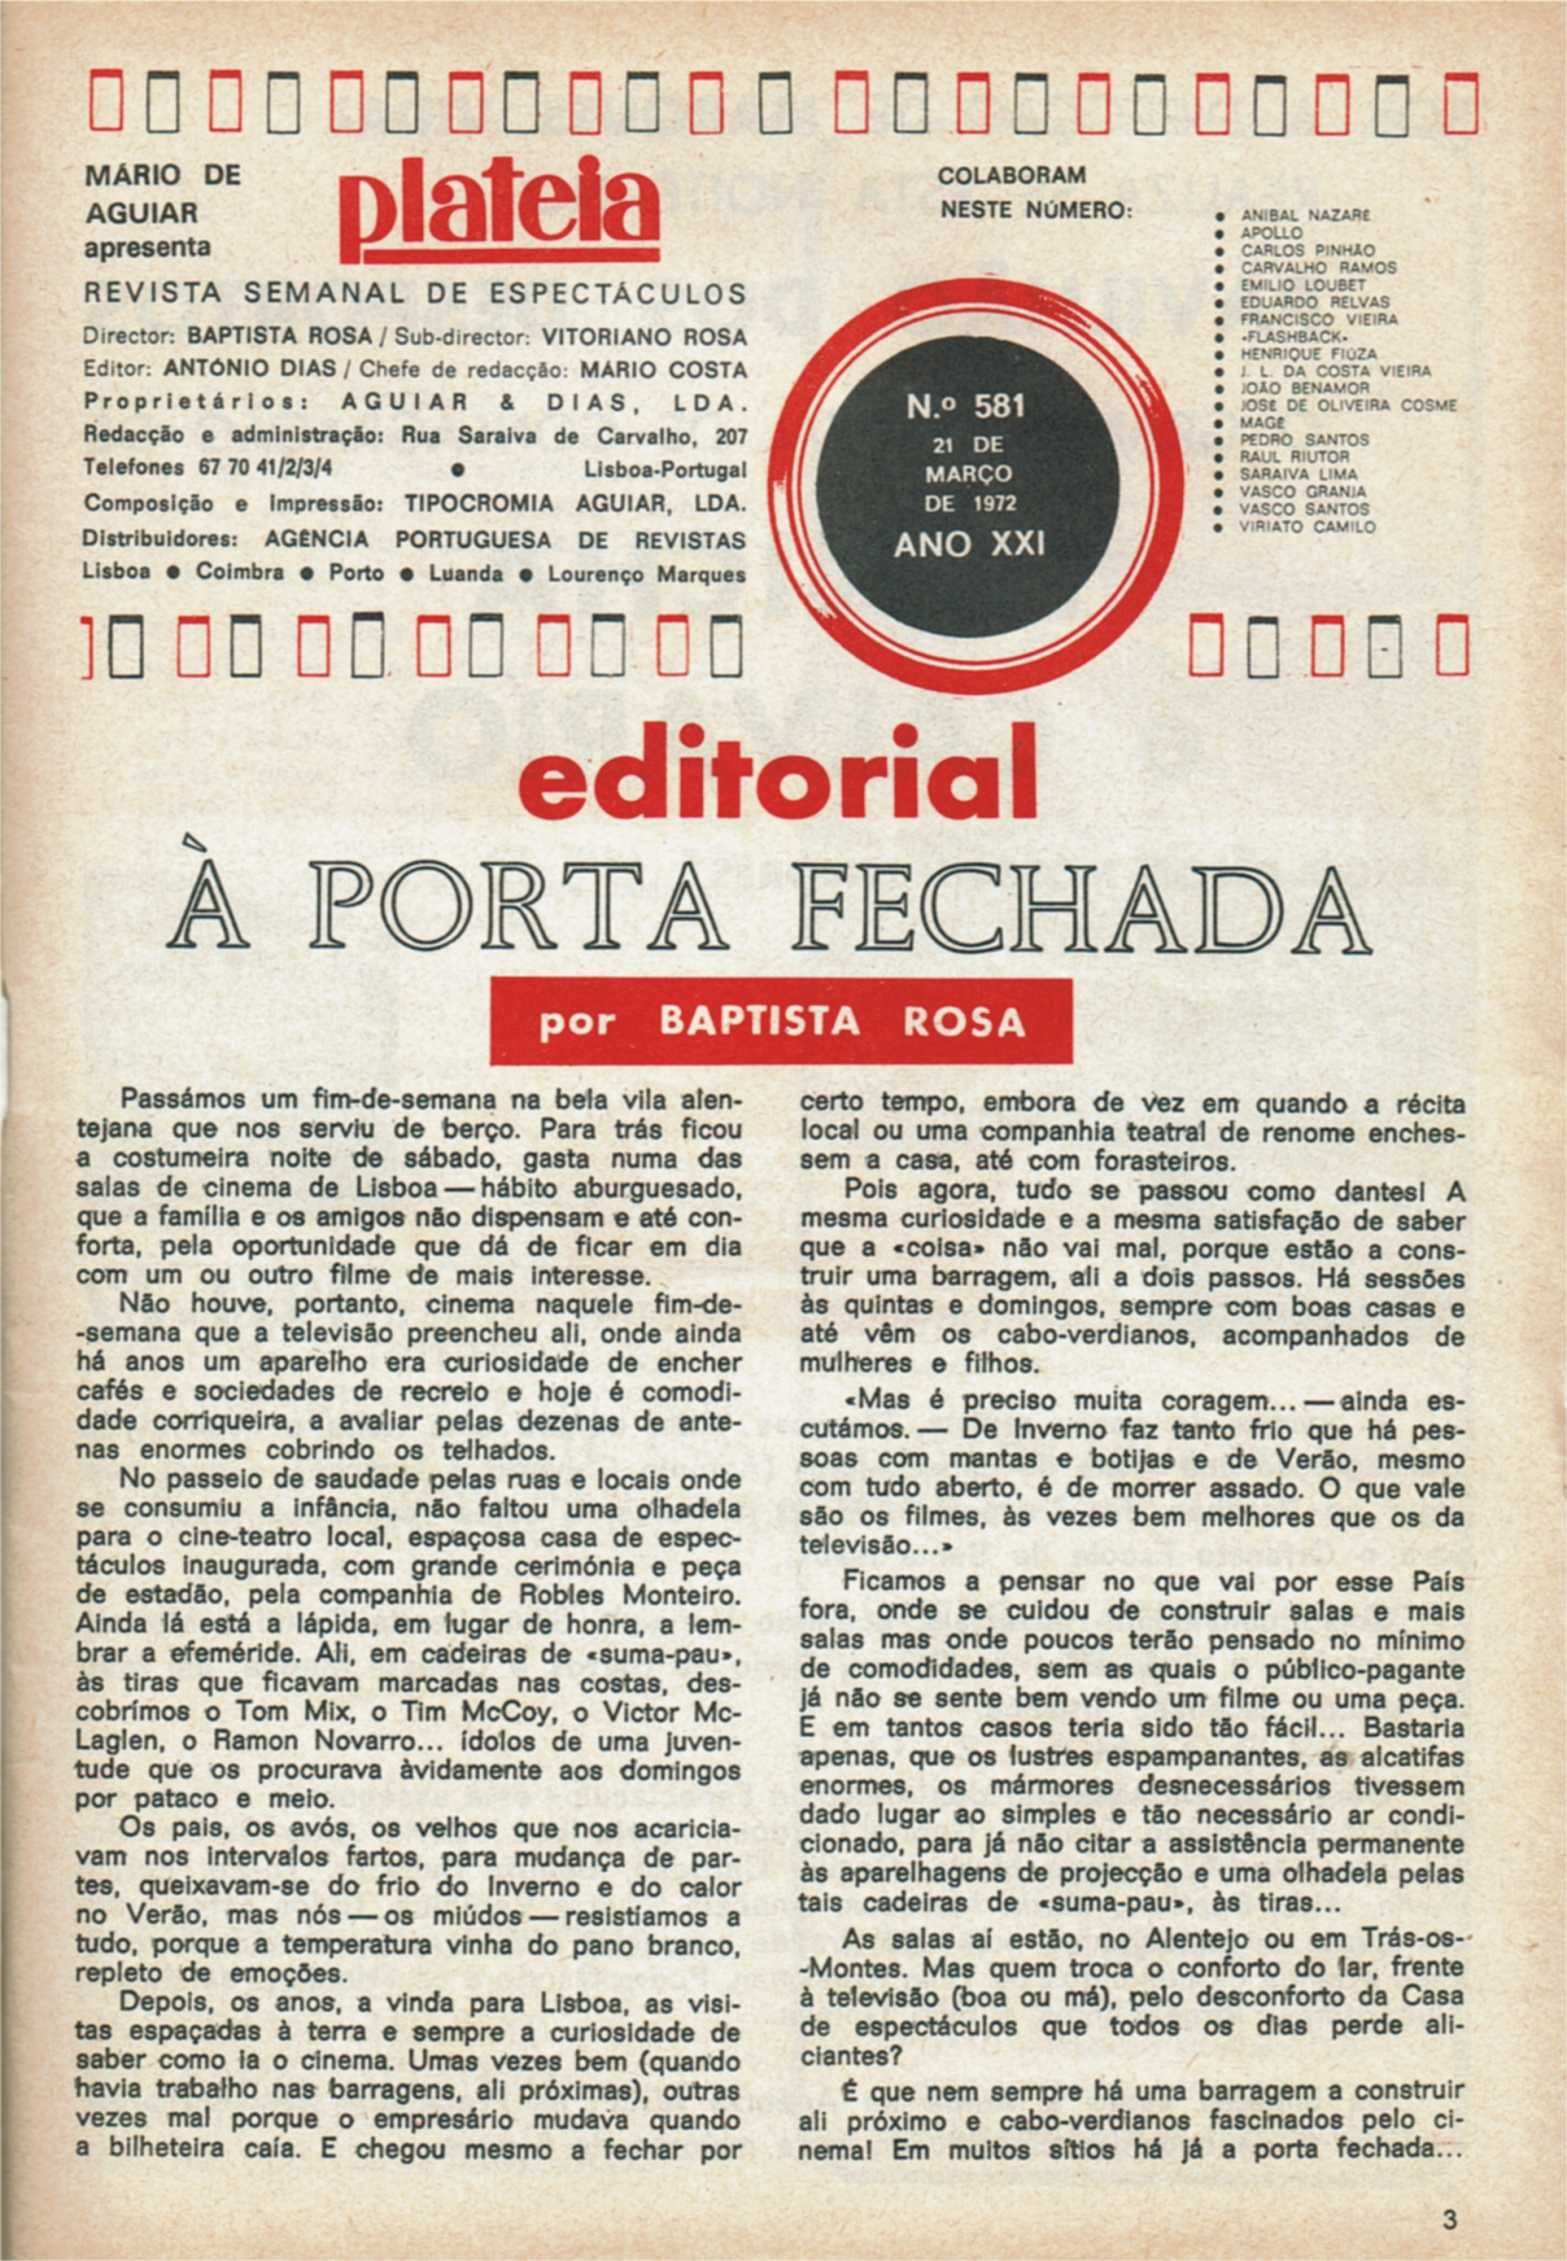 MÁRIO DE
AGUIAR
apresenta
plateia
REVISTA SEMANAL DE ESPECTÁCULOS
Director: BAPTISTA ROSA / Sub-director: VITORIANO ROSA
Editor: ANTÓNIO DIAS / Chefe de redacção: MÁRIO COSTA
Proprietários: AGUIAR & DIAS, LDA.
Redacção e administração: Rua Saraiva de Carvalho, 207
Telefones 67 70 41/2/3/4 ● Lisboa-Portugal
Composição e Impressão: TIPOCROMIA AGUIAR, LDA.
Distribuidores: AGÊNCIA PORTUGUESA DE REVISTAS
Lisboa ● Coimbra ● Porto ● Luanda ● Lourenço Marques
N.º 581
21 DE
MARÇO
DE 1972
ANO XXI
COLABORAM
NESTE NÚMERO:
● ANIBAL NAZARÉ
● APOLLO
● CARLOS PINHÃO
● CARVALHO RAMOS
● EMILIO LOUBET
● EDUARDO RELVAS
● FRANCISCO VIEIRA
● «FLASHBACK»
● HENRIQUE FIÚZA
● J. L. DA COSTA VIEIRA
● JOÃO BENAMOR
● JOSÉ DE OLIVEIRA COSME
● MAGÉ
● PEDRO SANTOS
● RAUL RIUTOR
● SARAIVA LIMA
● VASCO GRANJA
● VASCO SANTOS
● VIRIATO CAMILO
editorial
À PORTA FECHADA
por BAPTISTA ROSA
Passámos um fim-de-semana na bela vila alen-
tejana que nos serviu de berço. Para trás ficou
a costumeira noite de sábado, gasta numa das
salas de cinema de Lisboa — hábito aburguesado,
que a família e os amigos não dispensam e até con-
forta, pela oportunidade que dá de ficar em dia
com um ou outro filme de mais interesse.
Não houve, portanto, cinema naquele fim-de-
-semana que a televisão preencheu ali, onde ainda
há anos um aparelho era curiosidade de encher
cafés e sociedades de recreio e hoje é comodi-
dade corriqueira, a avaliar pelas dezenas de ante-
nas enormes cobrindo os telhados.
No passeio de saudade pelas ruas e locais onde
se consumiu a infância, não faltou uma olhadela
para o cine-teatro local, espaçosa casa de espec-
táculos inaugurada, com grande cerimónia e peça
de estadão, pela companhia de Robles Monteiro.
Ainda lá está a lápida, em lugar de honra, a lem-
brar a efeméride. Ali, em cadeiras de «suma-pau»,
às tiras que ficavam marcadas nas costas, des-
cobrimos o Tom Mix, o Tim McCoy, o Victor Mc-
Laglen, o Ramon Novarro... ídolos de uma juven-
tude que os procurava àvidamente aos domingos
por pataco e meio.
Os pais, os avós, os velhos que nos acaricia-
vam nos intervalos fartos, para mudança de par-
tes, queixavam-se do frio do Inverno e do calor
no Verão, mas nós — os miúdos — resistíamos a
tudo, porque a temperatura vinha do pano branco,
repleto de emoções.
Depois, os anos, a vinda para Lisboa, as visi-
tas espaçadas à terra e sempre a curiosidade de
saber como ia o cinema. Umas vezes bem (quando
havia trabalho nas barragens, ali próximas), outras
vezes mal porque o empresário mudava quando
a bilheteira caía. E chegou mesmo a fechar por
certo tempo, embora de vez em quando a récita
local ou uma companhia teatral de renome enches-
sem a casa, até com forasteiros.
Pois agora, tudo se passou como dantes! A
mesma curiosidade e a mesma satisfação de saber
que a «coisa» não vai mal, porque estão a cons-
truir uma barragem, ali a dois passos. Há sessões
às quintas e domingos, sempre com boas casas e
até vêm os cabo-verdianos, acompanhados de
mulheres e filhos.
«Mas é preciso muita coragem... — ainda es-
cutámos. — De Inverno faz tanto frio que há pes-
soas com mantas e botijas e de Verão, mesmo
com tudo aberto, é de morrer assado. O que vale
são os filmes, às vezes bem melhores que os da
televisão...»
Ficamos a pensar no que vai por esse País
fora, onde se cuidou de construir salas e mais
salas mas onde poucos terão pensado no mínimo
de comodidades, sem as quais o público-pagante
já não se sente bem vendo um filme ou uma peça.
E em tantos casos teria sido tão fácil... Bastaria
apenas, que os lustres espampanantes, as alcatifas
enormes, os mármores desnecessários tivessem
dado lugar ao simples e tão necessário ar condi-
cionado, para já não citar a assistência permanente
às aparelhagens de projecção e uma olhadela pelas
tais cadeiras de «suma-pau», às tiras...
As salas aí estão, no Alentejo ou em Trás-os-
-Montes. Mas quem troca o conforto do lar, frente
à televisão (boa ou má), pelo desconforto da Casa
de espectáculos que todos os dias perde ali-
ciantes?
É que nem sempre há uma barragem a construir
ali próximo e cabo-verdianos fascinados pelo ci-
nema! Em muitos sítios há já a porta fechada...
3